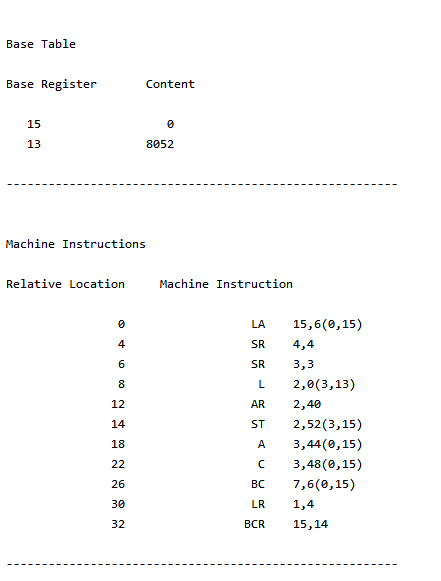 Base Table
Base Register Content
15 0
13 8052
--------------------------------------------------------
Machine Instructions
Relative Location Machine Instruction
0 LA 15,6(0,15)
4 SR 4,4
6 SR 3,3
8 L 2,0(3,13)
12 AR 2,40
14 ST 2,52(3,15)
18 A 3,44(0,15)
22 C 3,48(0,15)
26 BC 7,6(0,15)
30 LR 1,4
32 BCR 15,14
--------------------------------------------------------